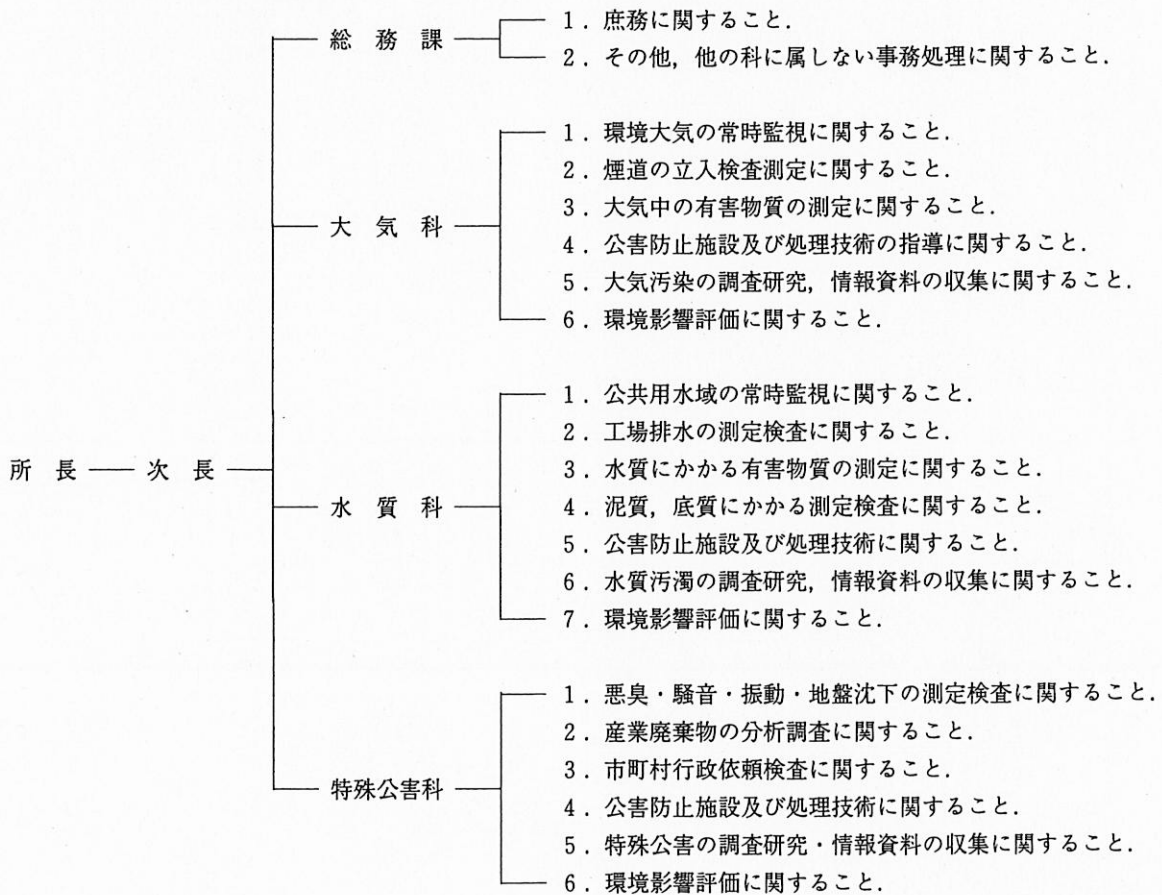 総務課
1．庶務に関すること．
2．その他，他の科に属しない事務処理に関すること．
大気科
1．環境大気の常時監視に関すること．
2．煙道の立入検査測定に関すること．
3．大気中の有害物質の測定に関すること．
4．公害防止施設及び処理技術の指導に関すること．
5．大気汚染の調査研究，情報資料の収集に関すること．
6．環境影響評価に関すること．
所長
次長
水質科
1．公共用水域の常時監視に関すること．
2．工場排水の測定検査に関すること．
3．水質にかかる有害物質の測定に関すること．
4．泥質，底質にかかる測定検査に関すること．
5．公害防止施設及び処理技術に関すること．
6．水質汚濁の調査研究，情報資料の収集に関すること．
7．環境影響評価に関すること．
特殊公害科
1．悪臭・騒音・振動・地盤沈下の測定検査に関すること．
2．産業廃棄物の分析調査に関すること．
3．市町村行政依頼検査に関すること．
4．公害防止施設及び処理技術に関すること．
5．特殊公害の調査研究・情報資料の収集に関すること．
6．環境影響評価に関すること．